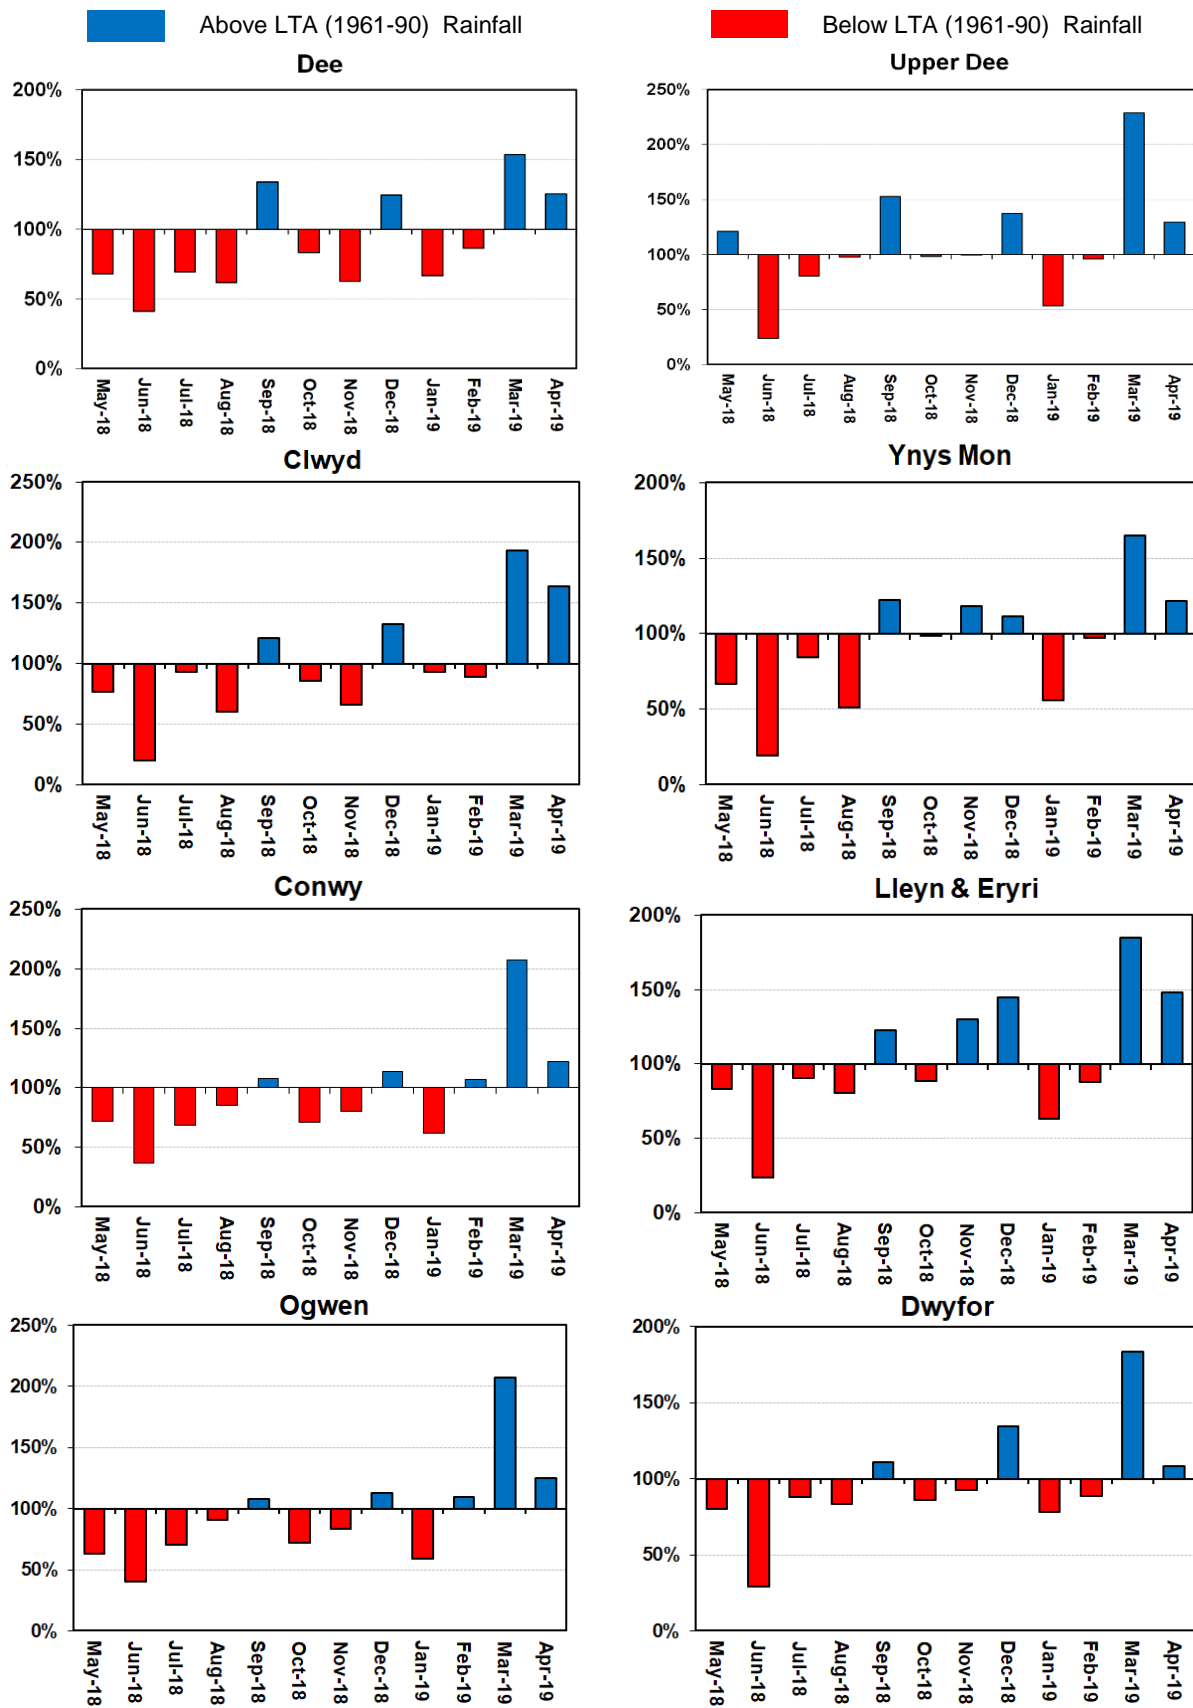 Above LTA (1961-90) Rainfall
Below LTA (1961-90) Rainfall
Dee
200%
150%
100%
50%
0%
May-18
Jun-18
Jul-18
Aug-18
Sep-18
Oct-18
Nov-18
Dec-18
Jan-19
Feb-19
Mar-19
Apr-19
Upper Dee
250%
200%
150%
100%
50%
0%
May-18
Jun-18
Jul-18
Aug-18
Sep-18
Oct-18
Nov-18
Dec-18
Jan-19
Feb-19
Mar-19
Apr-19
Clwyd
250%
200%
150%
100%
50%
0%
May-18
Jun-18
Jul-18
Aug-18
Sep-18
Oct-18
Nov-18
Dec-18
Jan-19
Feb-19
Mar-19
Apr-19
Ynys Mon
200%
150%
100%
50%
0%
May-18
Jun-18
Jul-18
Aug-18
Sep-18
Oct-18
Nov-18
Dec-18
Jan-19
Feb-19
Mar-19
Apr-19
Conwy
250%
200%
150%
100%
50%
0%
May-18
Jun-18
Jul-18
Aug-18
Sep-18
Oct-18
Nov-18
Dec-18
Jan-19
Feb-19
Mar-19
Apr-19
Lleyn & Eryri
200%
150%
100%
50%
0%
May-18
Jun-18
Jul-18
Aug-18
Sep-18
Oct-18
Nov-18
Dec-18
Jan-19
Feb-19
Mar-19
Apr-19
Ogwen
250%
200%
150%
100%
50%
0%
May-18
Jun-18
Jul-18
Aug-18
Sep-18
Oct-18
Nov-18
Dec-18
Jan-19
Feb-19
Mar-19
Apr-19
Dwyfor
200%
150%
100%
50%
0%
May-18
Jun-18
Jul-18
Aug-18
Sep-18
Oct-18
Nov-18
Dec-18
Jan-19
Feb-19
Mar-19
Apr-19